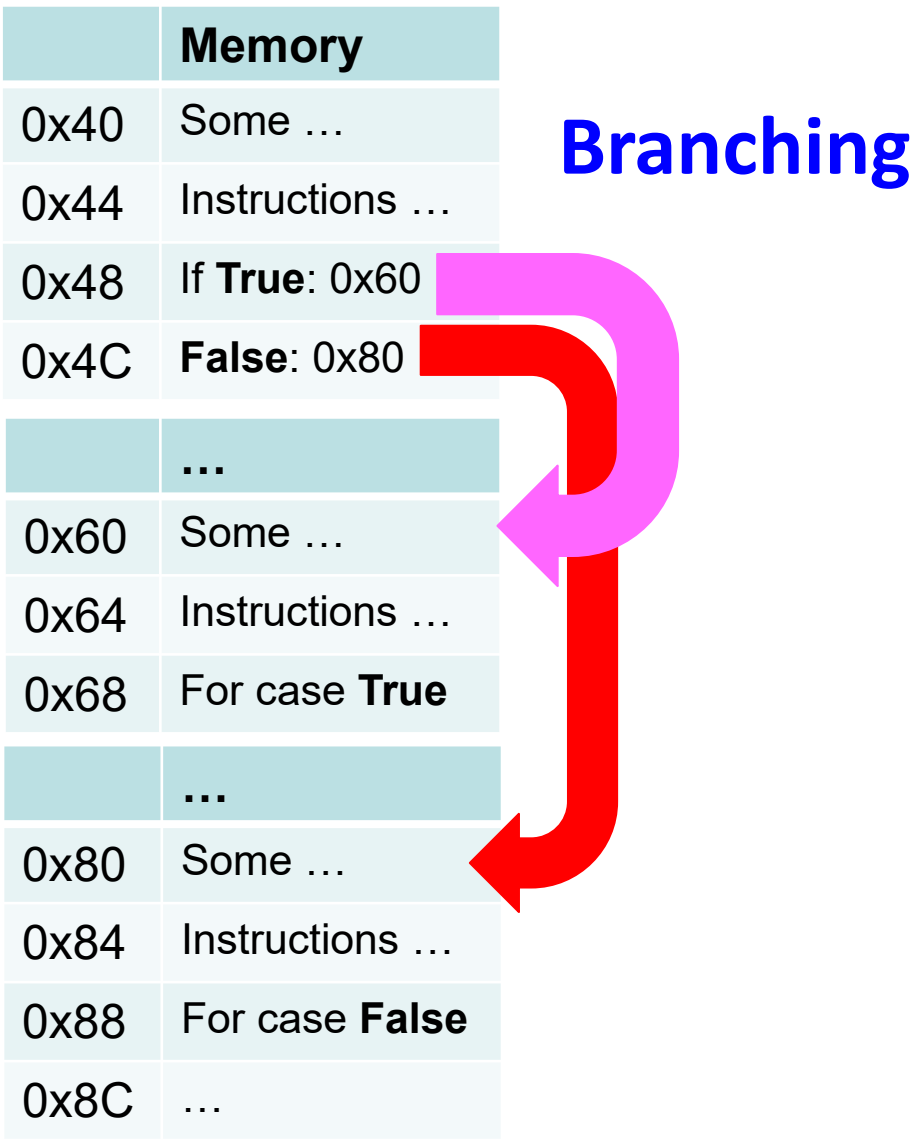 Memory
Branching
0x40 Some …
0x44 Instructions …
0x48 If True: 0x60
0x4C False: 0x80
…
0x60 Some …
0x64 Instructions …
0x68 For case True
…
0x80 Some …
0x84 Instructions …
0x88 For case False
0x8C …